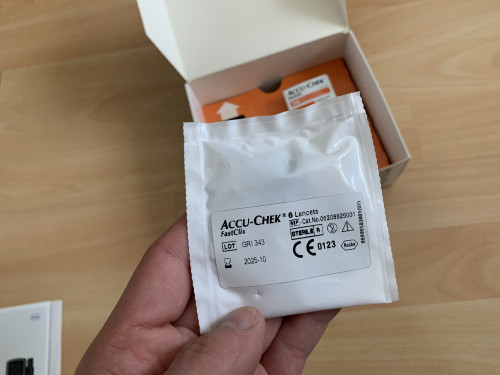 ACCU-CHEK®
ACCU-CHEK® 6 Lancets
FastClix
REF Cat.No.05208629001
STERILE R
LOT GRI 343
CE 0123
Roche
2025-10